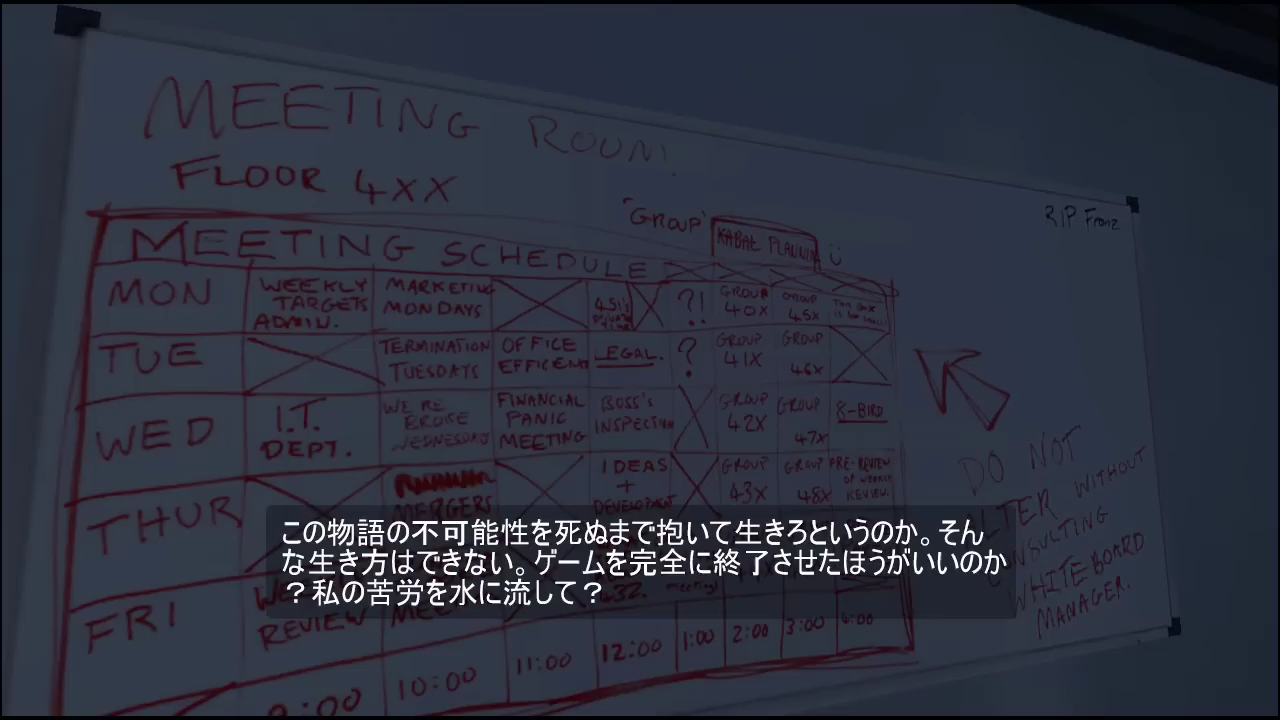 MEETING ROOM
FLOOR 4XX
"GROUP"
KABAL PLANNIN
RIP Franz
MEETING SCHEDULE
MON
WEEKLY TARGETS ADMIN.
MARKETING MONDAYS
?!
GROUP 40X
GROUP 45X
TUE
TERMINATION TUESDAYS
OFFICE EFFICEN
LEGAL.
?
GROUP 41X
GROUP 46X
WED
I.T. DEPT.
WE'RE BROKE WEDNESDAY
FINANCIAL PANIC MEETING
BOSS'S INSPECTION
GROUP 42X
GROUP 47X
8-BIRD
THUR
MERGERS
IDEAS + DEVELOPMENT
GROUP 43X
GROUP 48X
PRE-REVIEW OF WEEKLY REVIEW.
DO NOT
ALTER WITHOUT
CONSULTING
WHITEBOARD
MANAGER.
この物語の不可能性を死ぬまで抱いて生きろというのか。そん
な生き方はできない。ゲームを完全に終了させたほうがいいのか
？私の苦労を水に流して？
FRI
REVIEW
432.
meeting!
9:00
10:00
11:00
12:00
1:00
2:00
3:00
4:00